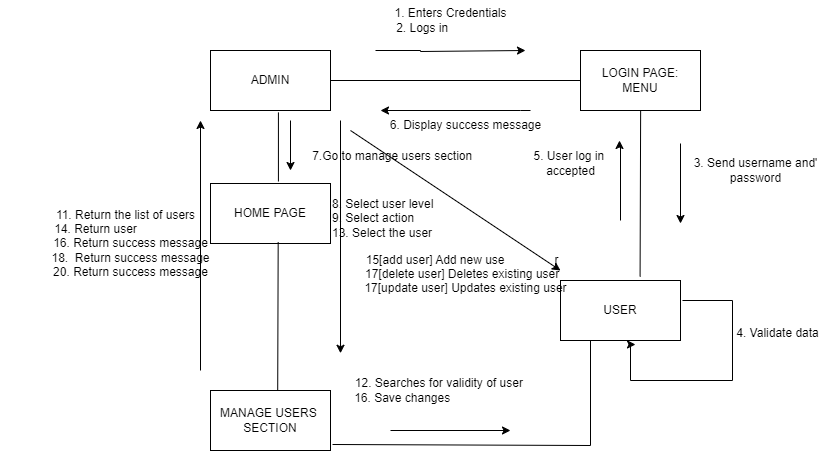 1. Enters Credentials
2. Logs in
ADMIN
LOGIN PAGE:
MENU
6. Display success message
7.Go to manage users section
5. User log in
accepted
3. Send username and'
password
HOME PAGE
8. Select user level
9. Select action
13. Select the user
11. Return the list of users
14. Return user
16. Return success message
18. Return success message
20. Return success message
15[add user] Add new use r
17[delete user] Deletes existing user
17[update user] Updates existing user
USER
4. Validate data
12. Searches for validity of user
16. Save changes
MANAGE USERS
SECTION